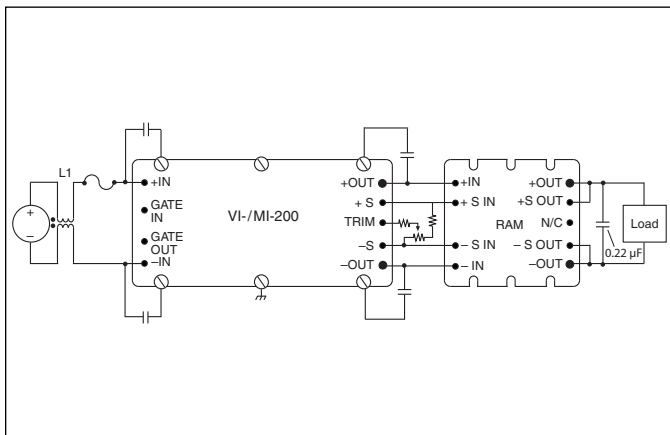 L1
+
−
+IN
GATE
IN
GATE
OUT
−IN
VI-/MI-200
+OUT
+ S
TRIM
−S
−OUT
+IN
+ S IN
− S IN
− IN
RAM
+OUT
+S OUT
N/C
− S OUT
−OUT
0.22 µF
Load